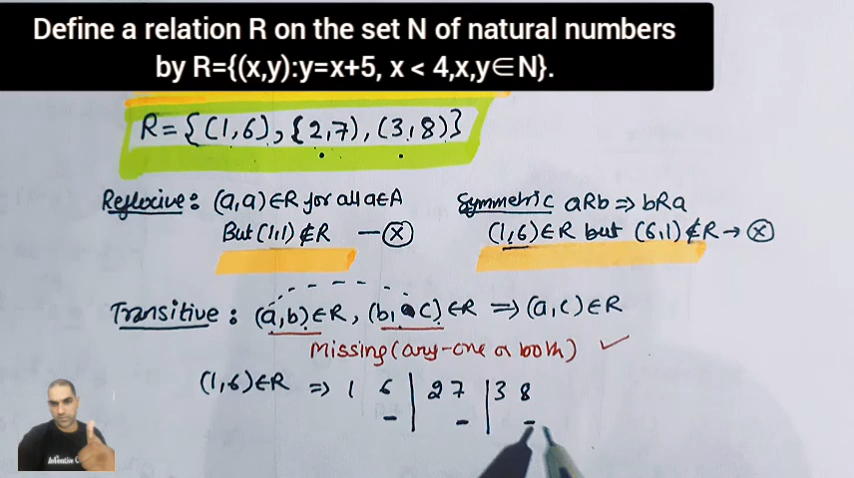 Define a relation R on the set N of natural numbers
by R={(x,y):y=x+5, x < 4,x,y∈N}.
R={(1,6), {2,7), (3,8)}
Reflexive: (a,a)∈R for all a∈A
But (1,1)∉R —ⓧ
Symmetric aRb⇒bRa
(1,6)∈R but (6,1)∉R→ⓧ
Transitive: (a,b)∈R, (b,c)∈R ⇒(a,c)∈R
Missing(any-one or both) ✓
(1,6)∈R ⇒ 1 6 | 2 7 | 3 8